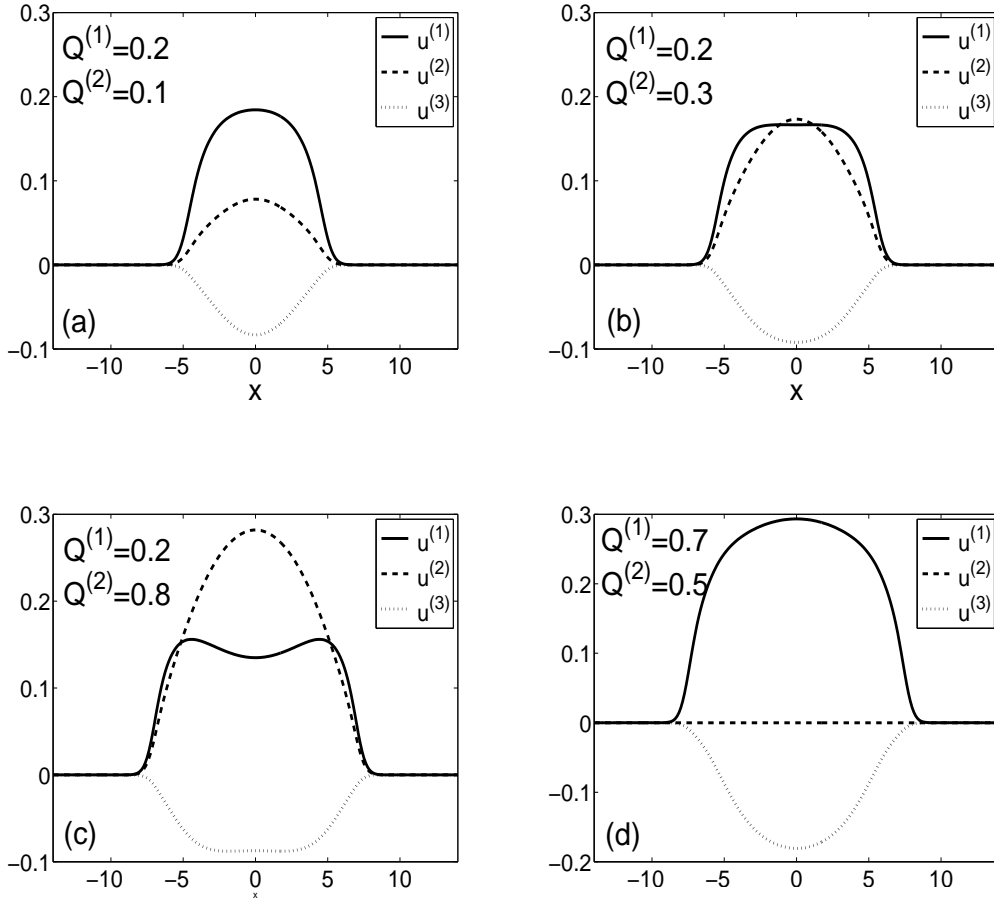 0.3
0.2
0.1
0
−0.1
Q^(1)=0.2
Q^(2)=0.1
u^(1)
u^(2)
u^(3)
(a)
−10 −5 0 5 10
x
0.3
0.2
0.1
0
−0.1
Q^(1)=0.2
Q^(2)=0.3
u^(1)
u^(2)
u^(3)
(b)
−10 −5 0 5 10
x
0.3
0.2
0.1
0
−0.1
Q^(1)=0.2
Q^(2)=0.8
u^(1)
u^(2)
u^(3)
(c)
−10 −5 0 5 10
x
0.3
0.2
0.1
0
−0.1
−0.2
Q^(1)=0.7
Q^(2)=0.5
u^(1)
u^(2)
u^(3)
(d)
−10 −5 0 5 10